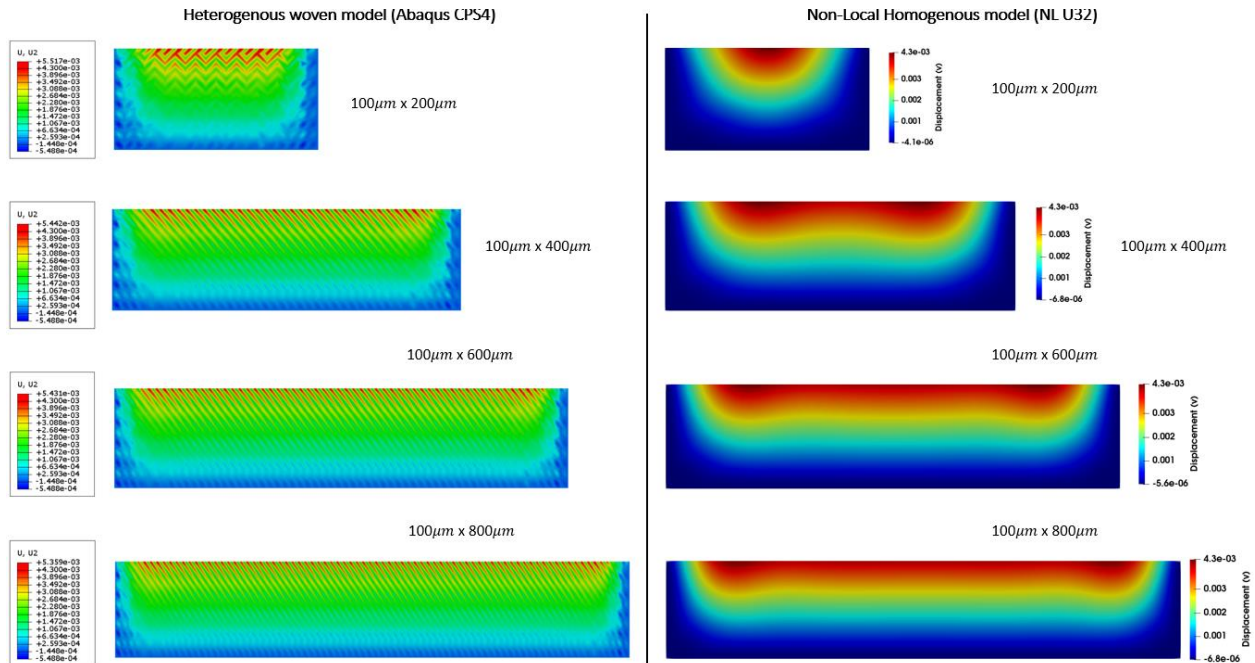 Heterogenous woven model (Abaqus CPS4)
Non-Local Homogenous model (NL U32)
U, U2
+5.517e-03
+4.300e-03
+3.896e-03
+3.492e-03
+3.088e-03
+2.684e-03
+2.280e-03
+1.876e-03
+1.472e-03
+1.067e-03
+6.634e-04
+2.593e-04
-1.448e-04
-5.488e-04
100μm x 200μm
4.3e-03
0.003
0.002
0.001
-4.1e-06
Displacement (v)
100μm x 200μm
U, U2
+5.442e-03
+4.300e-03
+3.896e-03
+3.492e-03
+3.088e-03
+2.684e-03
+2.280e-03
+1.876e-03
+1.472e-03
+1.067e-03
+6.634e-04
+2.593e-04
-1.448e-04
-5.488e-04
100μm x 400μm
4.3e-03
0.003
0.002
0.001
-6.8e-06
Displacement (v)
100μm x 400μm
100μm x 600μm
100μm x 600μm
U, U2
+5.431e-03
+4.300e-03
+3.896e-03
+3.492e-03
+3.088e-03
+2.684e-03
+2.280e-03
+1.876e-03
+1.472e-03
+1.067e-03
+6.634e-04
+2.593e-04
-1.448e-04
-5.488e-04
4.3e-03
0.003
0.002
0.001
-5.6e-06
Displacement (v)
100μm x 800μm
100μm x 800μm
U, U2
+5.359e-03
+4.300e-03
+3.896e-03
+3.492e-03
+3.088e-03
+2.684e-03
+2.280e-03
+1.876e-03
+1.472e-03
+1.067e-03
+6.634e-04
+2.593e-04
-1.448e-04
-5.488e-04
4.3e-03
0.003
0.002
0.001
-6.8e-06
Displacement (v)